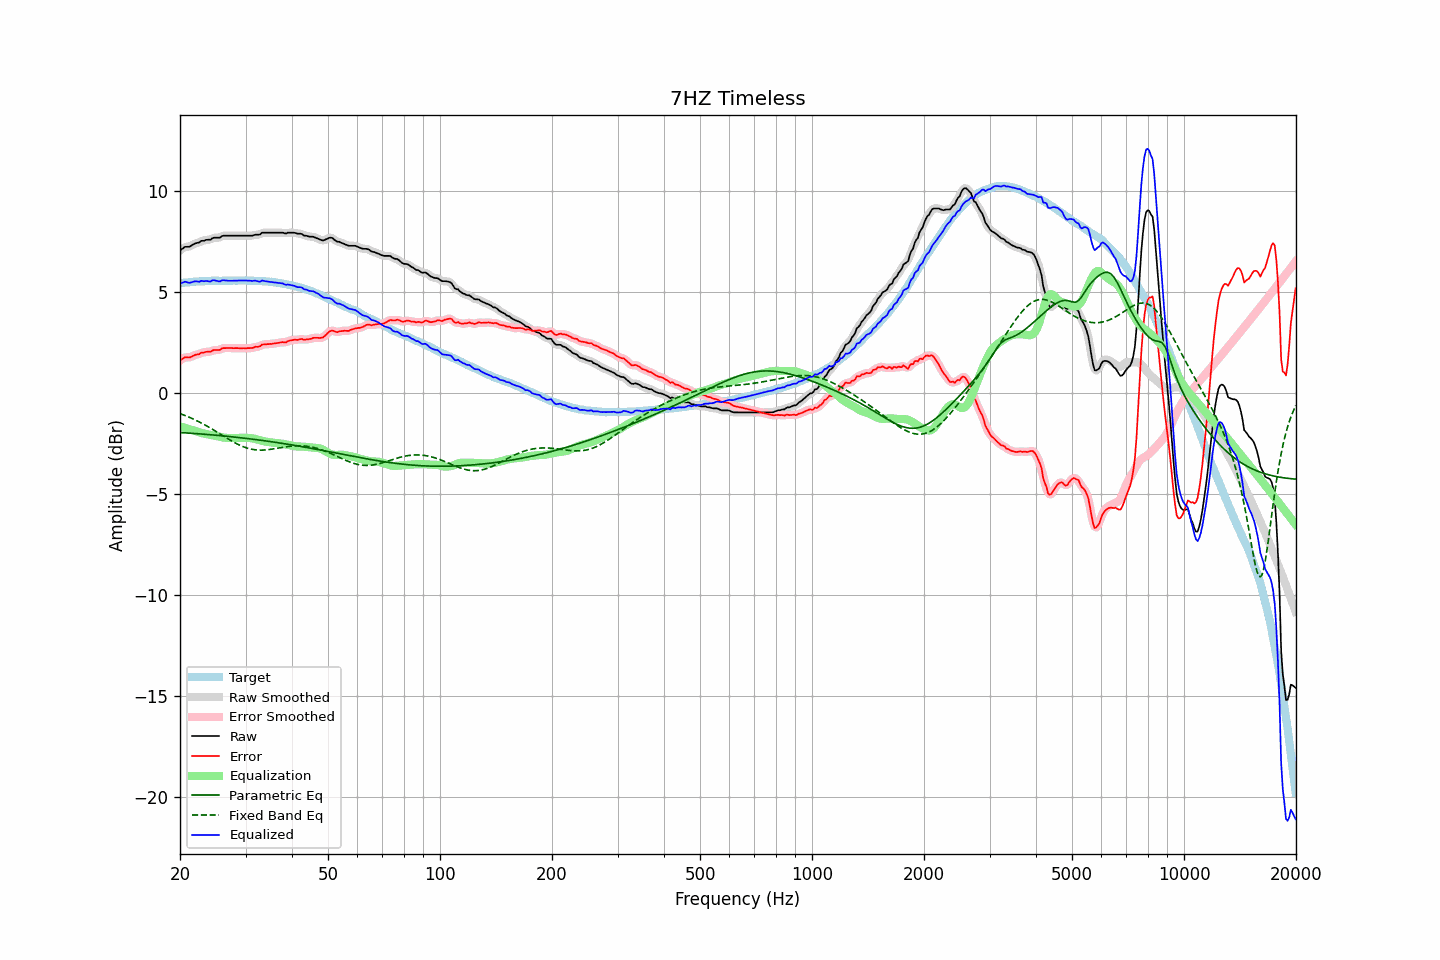 7HZ Timeless
Amplitude (dBr)
10
5
0
−5
−10
−15
−20
Target
Raw Smoothed
Error Smoothed
Raw
Error
Equalization
Parametric Eq
Fixed Band Eq
Equalized
20 50 100 200 500 1000 2000 5000 10000 20000
Frequency (Hz)